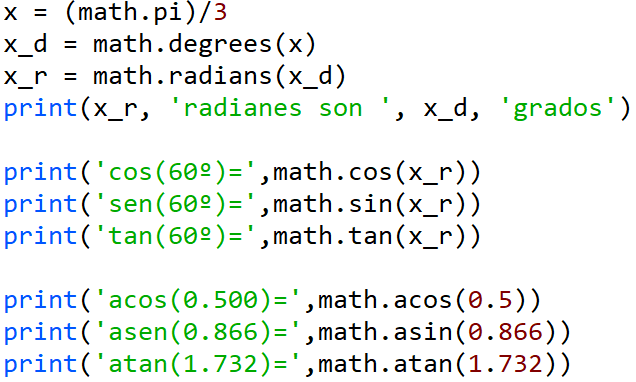 x = (math.pi)/3
x_d = math.degrees(x)
x_r = math.radians(x_d)
print(x_r, 'radianes son ', x_d, 'grados')
print('cos(60º)=',math.cos(x_r))
print('sen(60º)=',math.sin(x_r))
print('tan(60º)=',math.tan(x_r))
print('acos(0.500)=',math.acos(0.5))
print('asen(0.866)=',math.asin(0.866))
print('atan(1.732)=',math.atan(1.732))